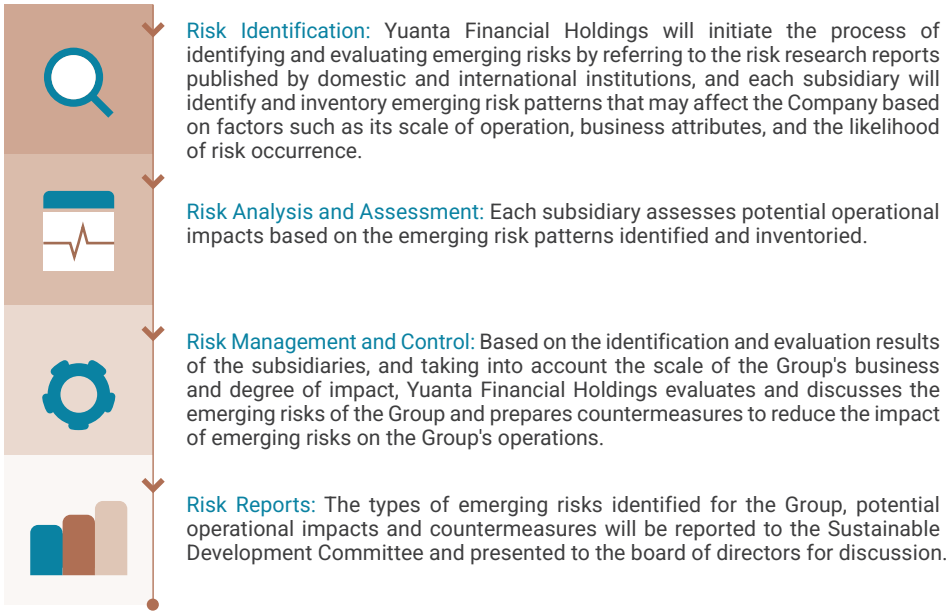 Risk Identification: Yuanta Financial Holdings will initiate the process of
identifying and evaluating emerging risks by referring to the risk research reports
published by domestic and international institutions, and each subsidiary will
identify and inventory emerging risk patterns that may affect the Company based
on factors such as its scale of operation, business attributes, and the likelihood
of risk occurrence.
Risk Analysis and Assessment: Each subsidiary assesses potential operational
impacts based on the emerging risk patterns identified and inventoried.
Risk Management and Control: Based on the identification and evaluation results
of the subsidiaries, and taking into account the scale of the Group's business
and degree of impact, Yuanta Financial Holdings evaluates and discusses the
emerging risks of the Group and prepares countermeasures to reduce the impact
of emerging risks on the Group's operations.
Risk Reports: The types of emerging risks identified for the Group, potential
operational impacts and countermeasures will be reported to the Sustainable
Development Committee and presented to the board of directors for discussion.